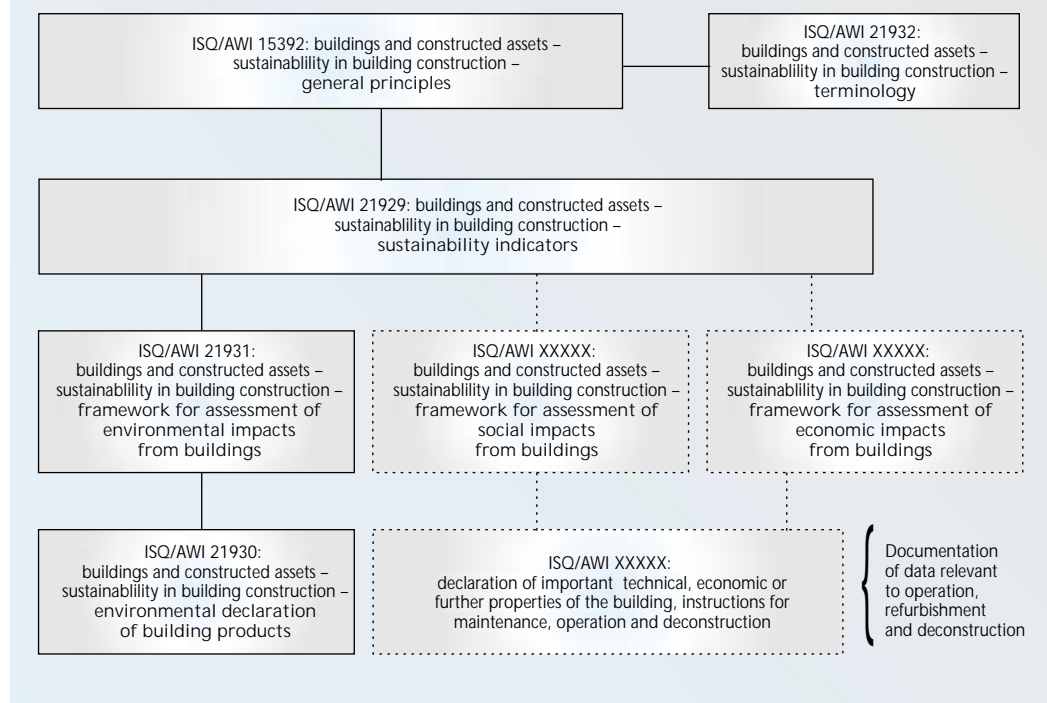 ISQ/AWI 15392: buildings and constructed assets –
sustainablility in building construction –
general principles
ISQ/AWI 21932:
buildings and constructed assets –
sustainablility in building construction –
terminology
ISQ/AWI 21929: buildings and constructed assets –
sustainablility in building construction –
sustainability indicators
ISQ/AWI 21931:
buildings and constructed assets –
sustainablility in building construction –
framework for assessment of
environmental impacts
from buildings
ISQ/AWI XXXXX:
buildings and constructed assets –
sustainablility in building construction –
framework for assessment of
social impacts
from buildings
ISQ/AWI XXXXX:
buildings and constructed assets –
sustainablility in building construction –
framework for assessment of
economic impacts
from buildings
ISQ/AWI 21930:
buildings and constructed assets –
sustainablility in building construction –
environmental declaration
of building products
ISQ/AWI XXXXX:
declaration of important technical, economic or
further properties of the building, instructions for
maintenance, operation and deconstruction
Documentation
of data relevant
to operation,
refurbishment
and deconstruction